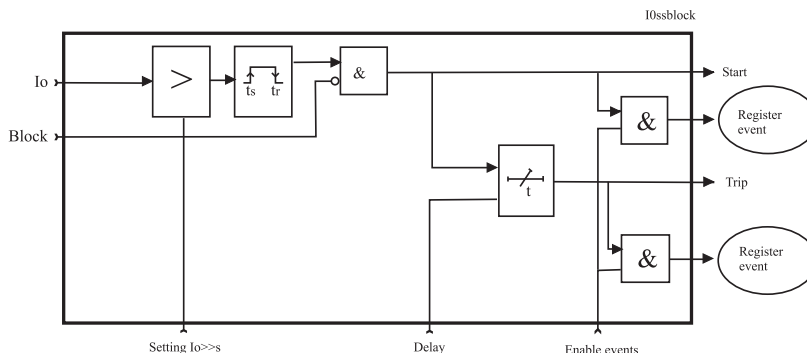 I0ssblock
Io
>
ts
tr
&
Start
Block
&
Register
event
t
Trip
&
Register
event
Setting Io>>s
Delay
Enable events